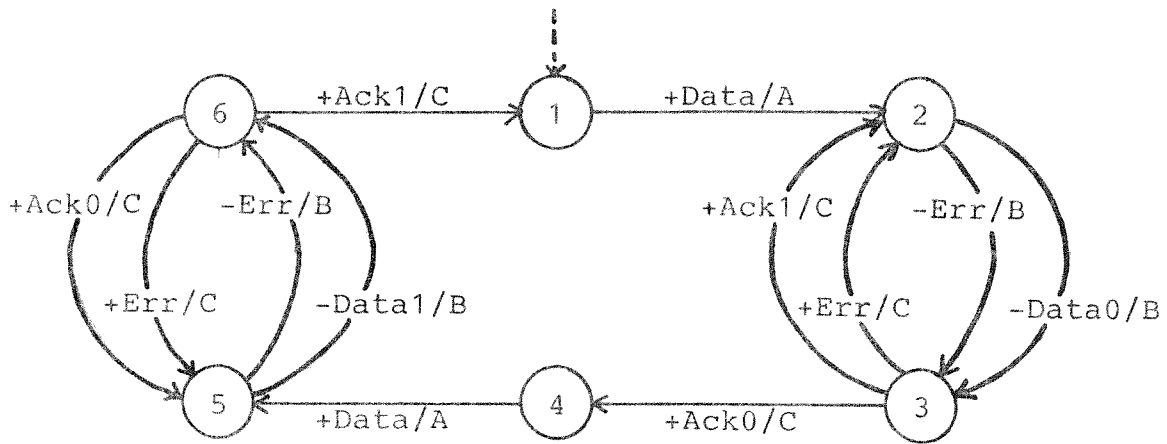 +Ack1/C
+Data/A
6
1
2
+Ack0/C
-Err/B
+Ack1/C
-Err/B
+Err/C
-Data1/B
+Err/C
-Data0/B
5
4
3
+Data/A
+Ack0/C